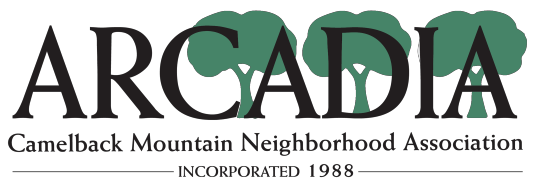 ARCADIA
Camelback Mountain Neighborhood Association
INCORPORATED 1988